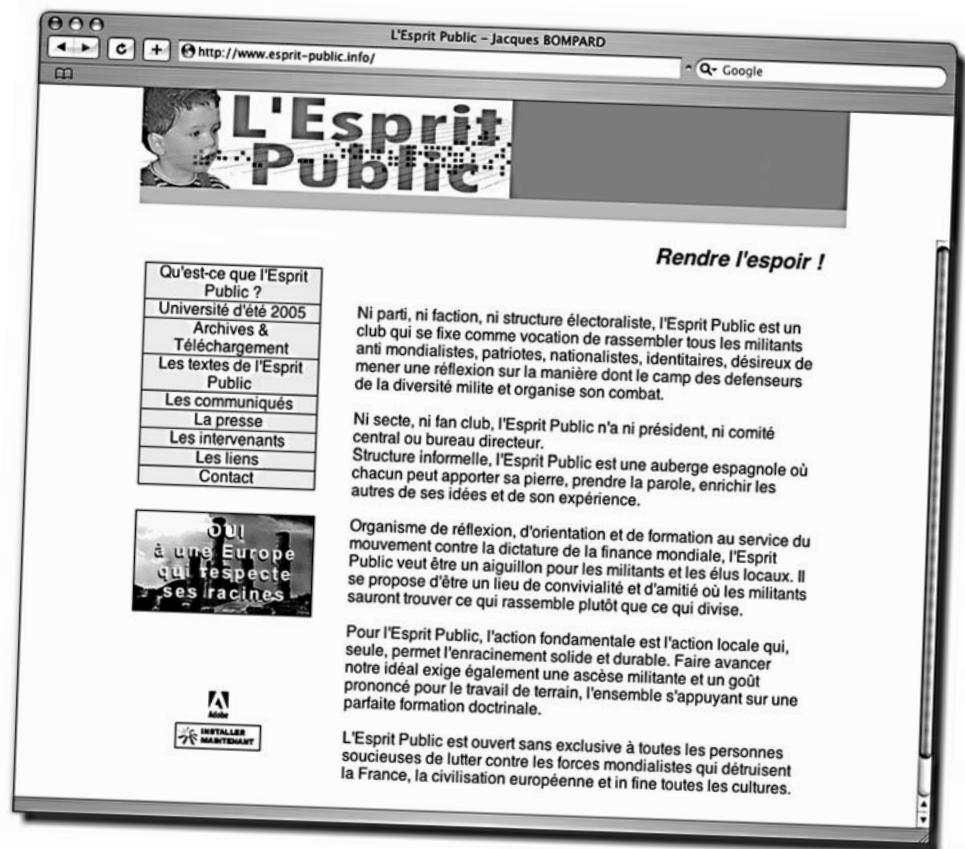 L'Esprit Public – Jacques BOMPARD
http://www.esprit-public.info/
Google
L'Esprit
Public
Rendre l'espoir !
Qu'est-ce que l'Esprit
Public ?
Université d'été 2005
Archives &
Téléchargement
Les textes de l'Esprit
Public
Les communiqués
La presse
Les intervenants
Les liens
Contact
OUI
à une Europe
qui respecte
ses racines
Adobe
INSTALLER
MAINTENANT
Ni parti, ni faction, ni structure électoraliste, l'Esprit Public est un
club qui se fixe comme vocation de rassembler tous les militants
anti mondialistes, patriotes, nationalistes, identitaires, désireux de
mener une réflexion sur la manière dont le camp des defenseurs
de la diversité milite et organise son combat.
Ni secte, ni fan club, l'Esprit Public n'a ni président, ni comité
central ou bureau directeur.
Structure informelle, l'Esprit Public est une auberge espagnole où
chacun peut apporter sa pierre, prendre la parole, enrichir les
autres de ses idées et de son expérience.
Organisme de réflexion, d'orientation et de formation au service du
mouvement contre la dictature de la finance mondiale, l'Esprit
Public veut être un aiguillon pour les militants et les élus locaux. Il
se propose d'être un lieu de convivialité et d'amitié où les militants
sauront trouver ce qui rassemble plutôt que ce qui divise.
Pour l'Esprit Public, l'action fondamentale est l'action locale qui,
seule, permet l'enracinement solide et durable. Faire avancer
notre idéal exige également une ascèse militante et un goût
prononcé pour le travail de terrain, l'ensemble s'appuyant sur une
parfaite formation doctrinale.
L'Esprit Public est ouvert sans exclusive à toutes les personnes
soucieuses de lutter contre les forces mondialistes qui détruisent
la France, la civilisation européenne et in fine toutes les cultures.